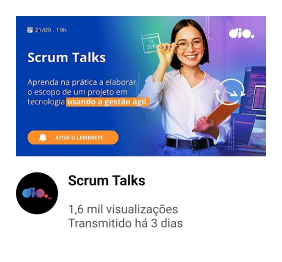 21/09 . 19h
dio.
Scrum Talks
Aprenda na prática a elaborar
o escopo de um projeto em
tecnologia usando a gestão ágil
ATIVE O LEMBRETE
dio.
Scrum Talks
1,6 mil visualizações
Transmitido há 3 dias